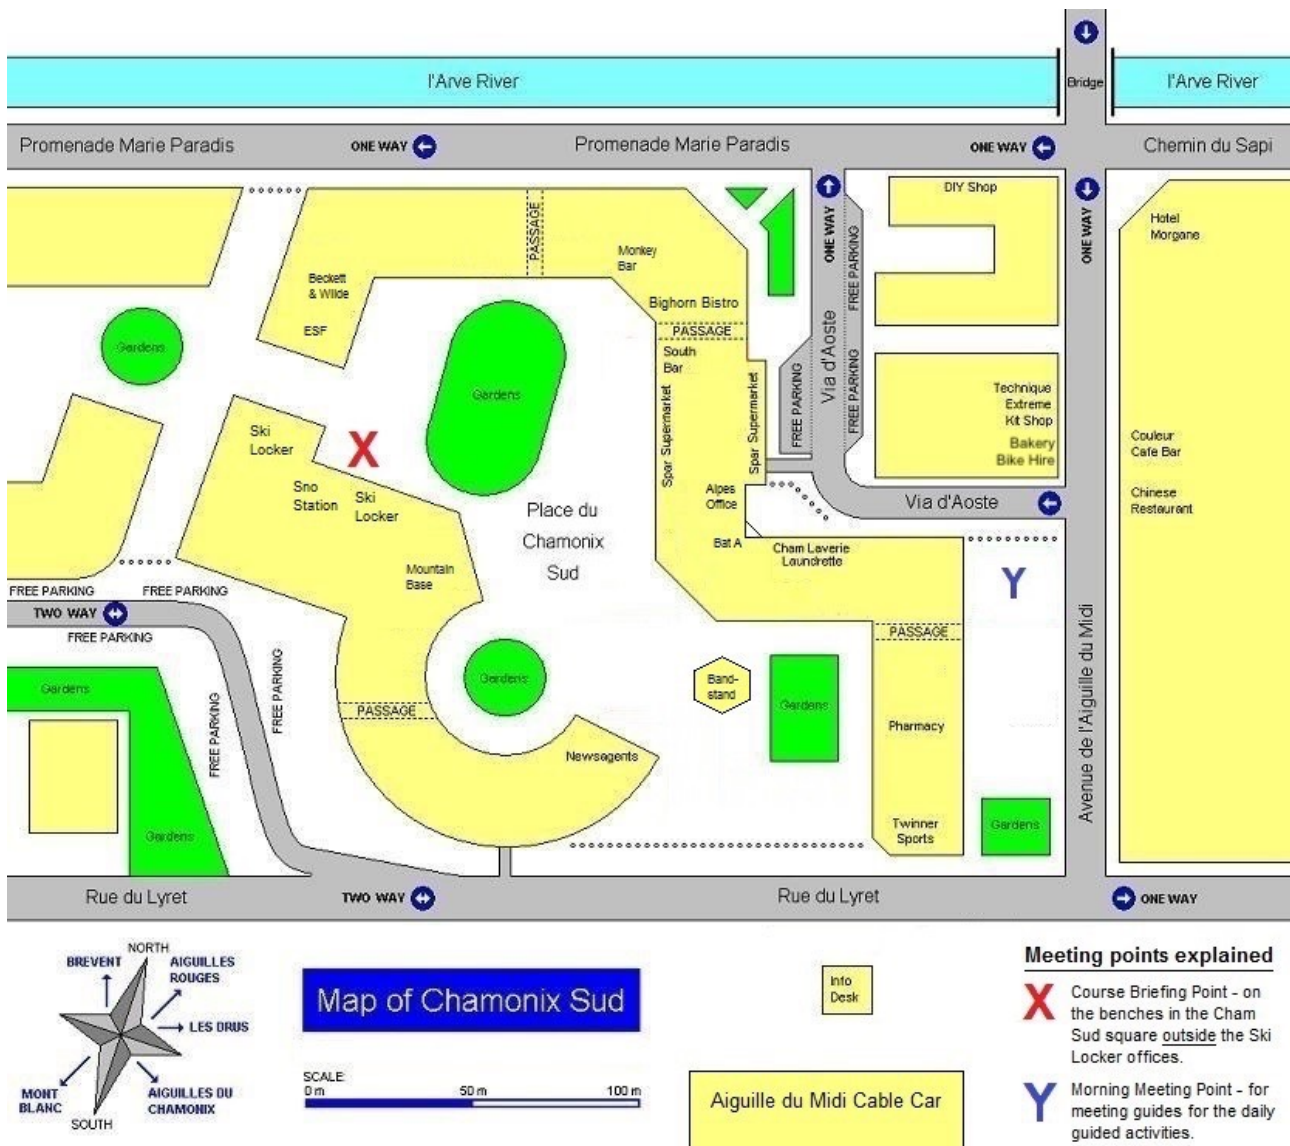 l'Arve River
Bridge
l'Arve River
Promenade Marie Paradis
ONE WAY
Promenade Marie Paradis
ONE WAY
Chemin du Sapi
DIY Shop
Hotel
Morgane
PASSAGE
Monkey
Bar
ONE WAY
FREE PARKING
ONE WAY
Beckett
& Wilde
ESF
Bighorn Bistro
PASSAGE
Gardens
South
Bar
Gardens
Spar Supermarket
Spar Supermarket
FREE PARKING
Via d'Aoste
FREE PARKING
Technique
Extreme
Kit Shop
Bakery
Bike Hire
Couleur
Cafe Bar
Chinese
Restaurant
Ski
Locker
X
Sno
Station
Ski
Locker
Place du
Chamonix
Sud
Alpes
Office
Via d'Aoste
Bat A
Cham Laverie
Laundrette
Y
Mountain
Base
FREE PARKING
FREE PARKING
TWO WAY
FREE PARKING
PASSAGE
Avenue de l'Aiguille du Midi
Gardens
FREE PARKING
FREE PARKING
Gardens
Band-
stand
Gardens
PASSAGE
Pharmacy
Newsagents
Gardens
Twinner
Sports
Gardens
Rue du Lyret
TWO WAY
Rue du Lyret
ONE WAY
NORTH
BREVENT
AIGUILLES
ROUGES
LES DRUS
MONT
BLANC
AIGUILLES DU
CHAMONIX
SOUTH
Map of Chamonix Sud
SCALE:
0 m
50 m
100 m
Info
Desk
Aiguille du Midi Cable Car
Meeting points explained
X
Course Briefing Point - on
the benches in the Cham
Sud square outside the Ski
Locker offices.
Y
Morning Meeting Point - for
meeting guides for the daily
guided activities.